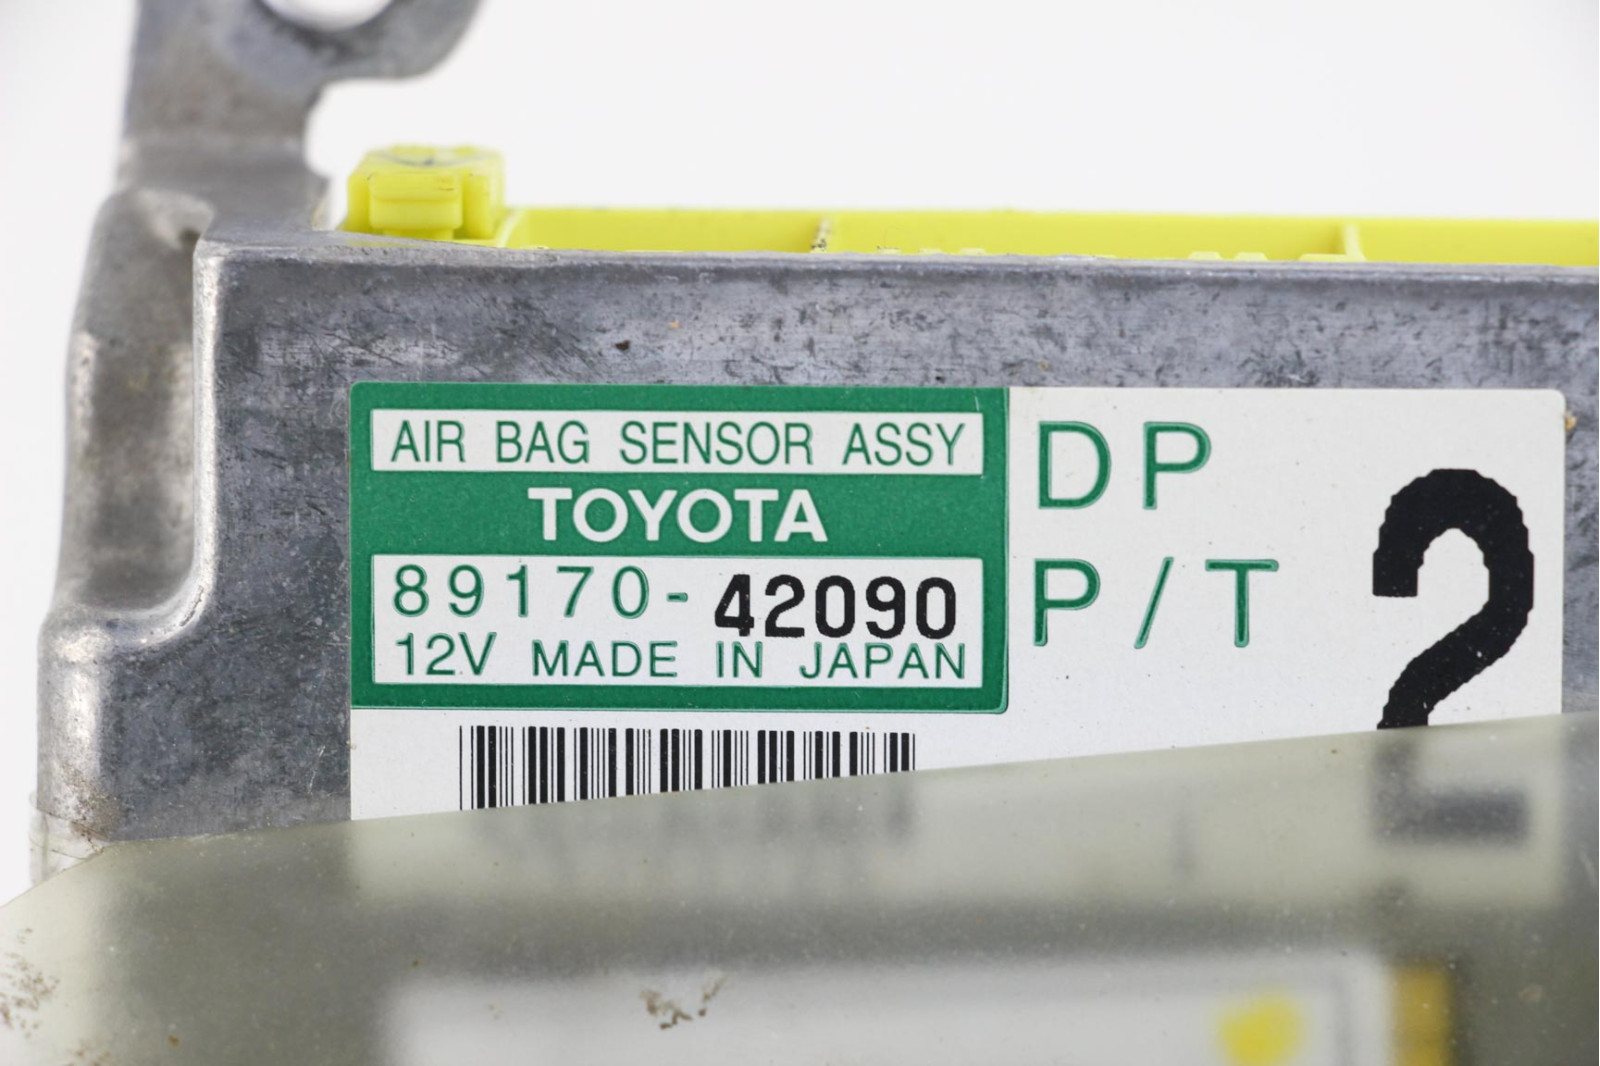 AIR BAG SENSOR ASSY
TOYOTA
89170-42090
12V MADE IN JAPAN
DP
P/T
2